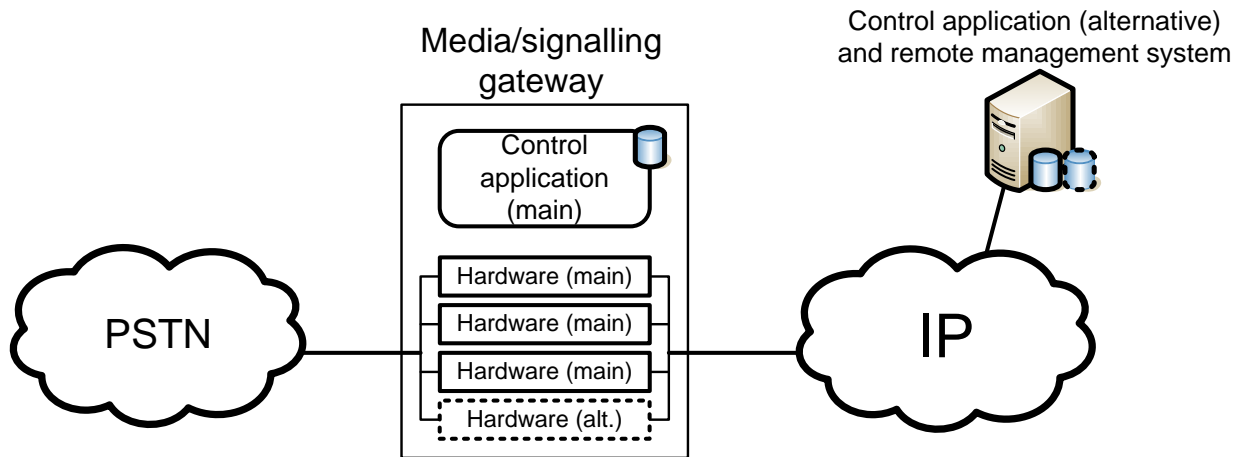 Control application (alternative)
and remote management system
Media/signalling
gateway
Control
application
(main)
Hardware (main)
Hardware (main)
Hardware (main)
Hardware (alt.)
PSTN
IP